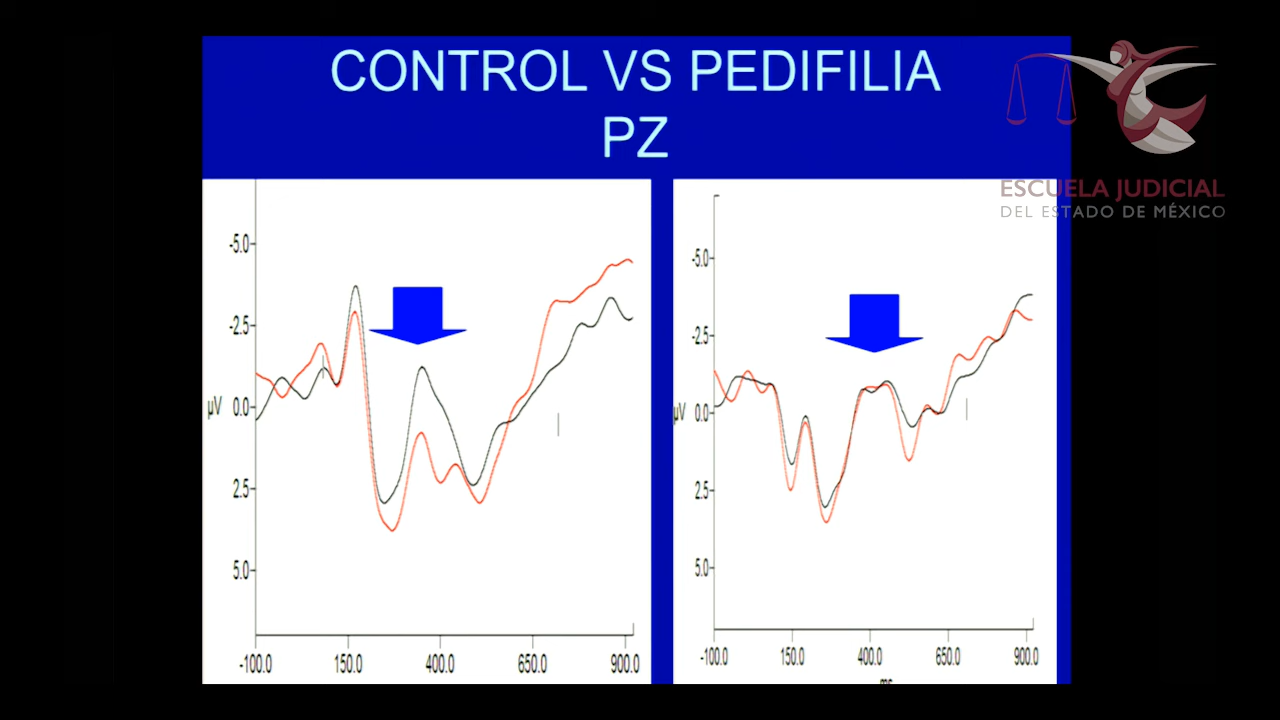 CONTROL VS PEDIFILIA
PZ
ESCUELA JUDICIAL
DEL ESTADO DE MÉXICO
-5.0
-2.5
µV 0.0
2.5
5.0
-100.0 150.0 400.0 650.0 900.0
-5.0
-2.5
µV 0.0
2.5
5.0
-100.0 150.0 400.0 650.0 900.0
ms